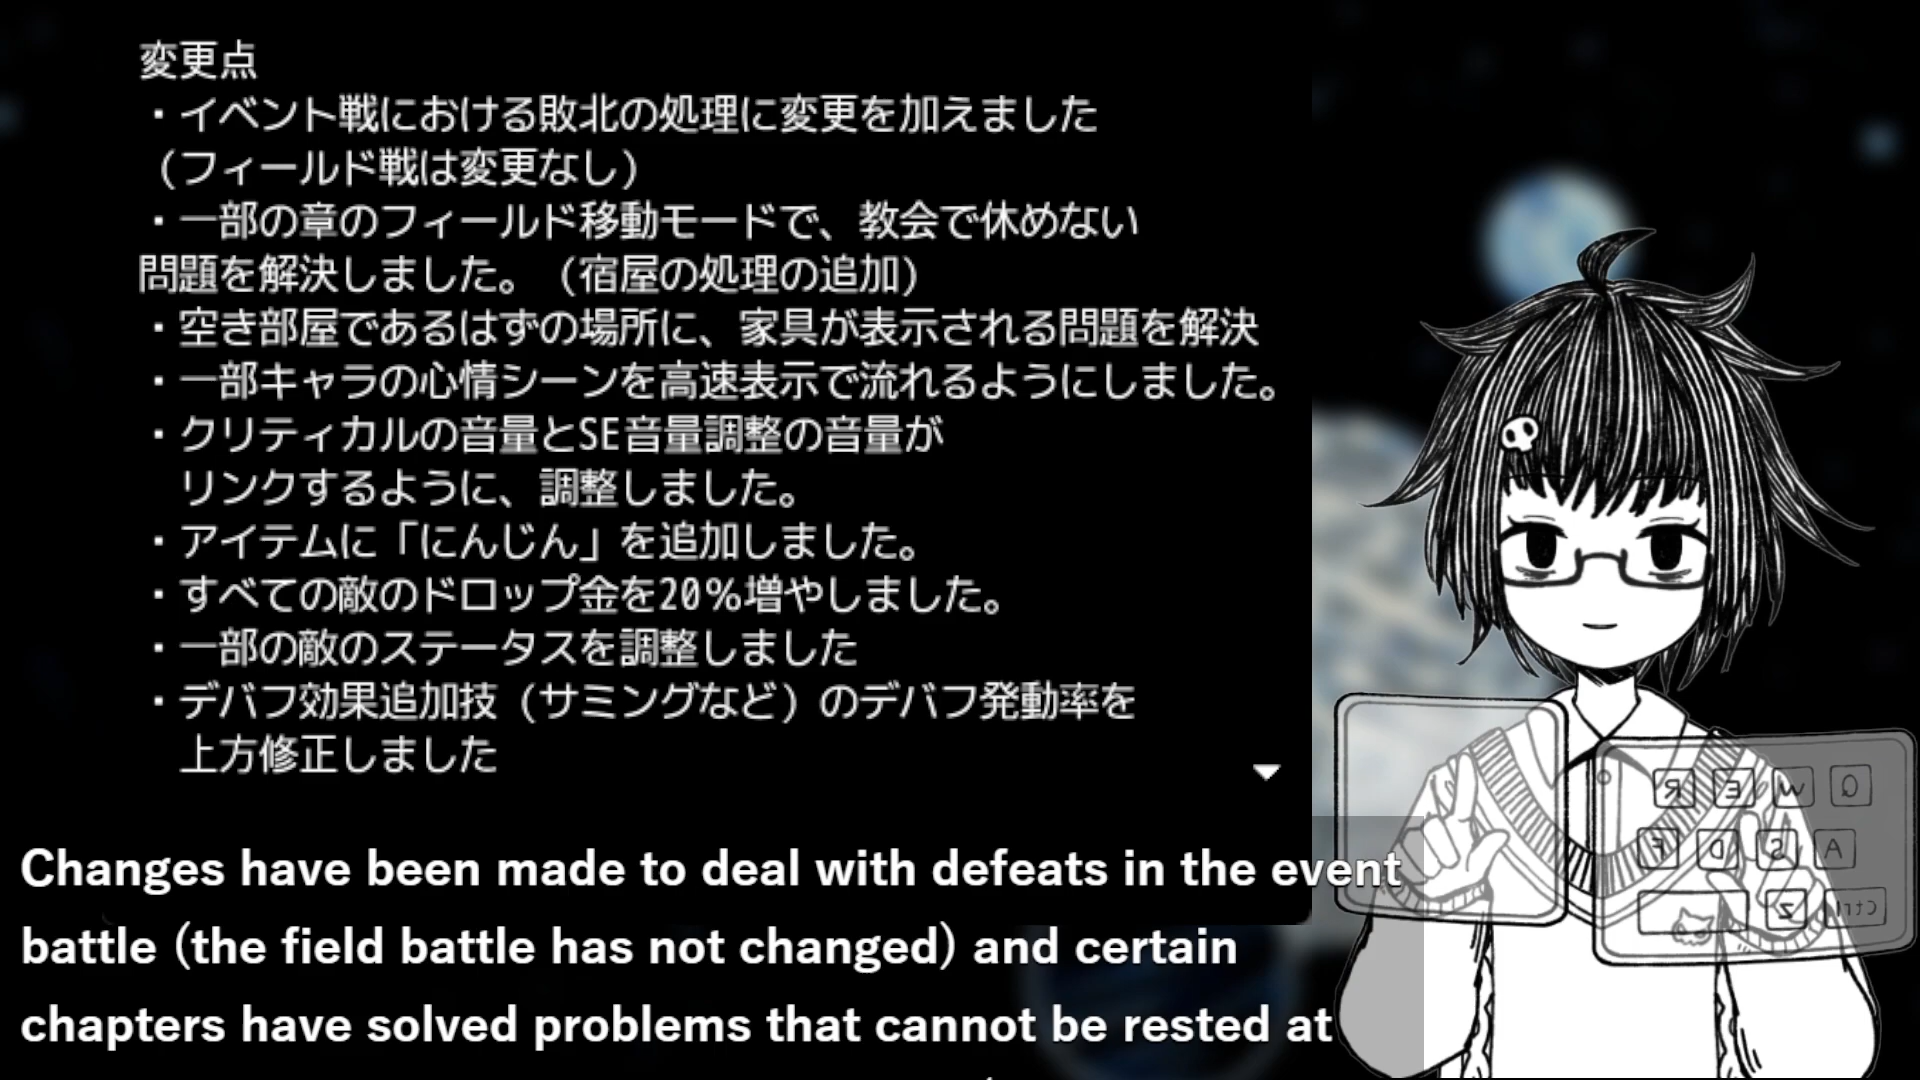 変更点
・イベント戦における敗北の処理に変更を加えました
（フィールド戦は変更なし）
・一部の章のフィールド移動モードで、教会で休めない
問題を解決しました。（宿屋の処理の追加）
・空き部屋であるはずの場所に、家具が表示される問題を解決
・一部キャラの心情シーンを高速表示で流れるようにしました。
・クリティカルの音量とSE音量調整の音量が
リンクするように、調整しました。
・アイテムに「にんじん」を追加しました。
・すべての敵のドロップ金を20%増やしました。
・一部の敵のステータスを調整しました
・デバフ効果追加技（サミングなど）のデバフ発動率を
上方修正しました
Changes have been made to deal with defeats in the event
battle (the field battle has not changed) and certain
chapters have solved problems that cannot be rested at
R E W Q
F D S A
Z Ctrl